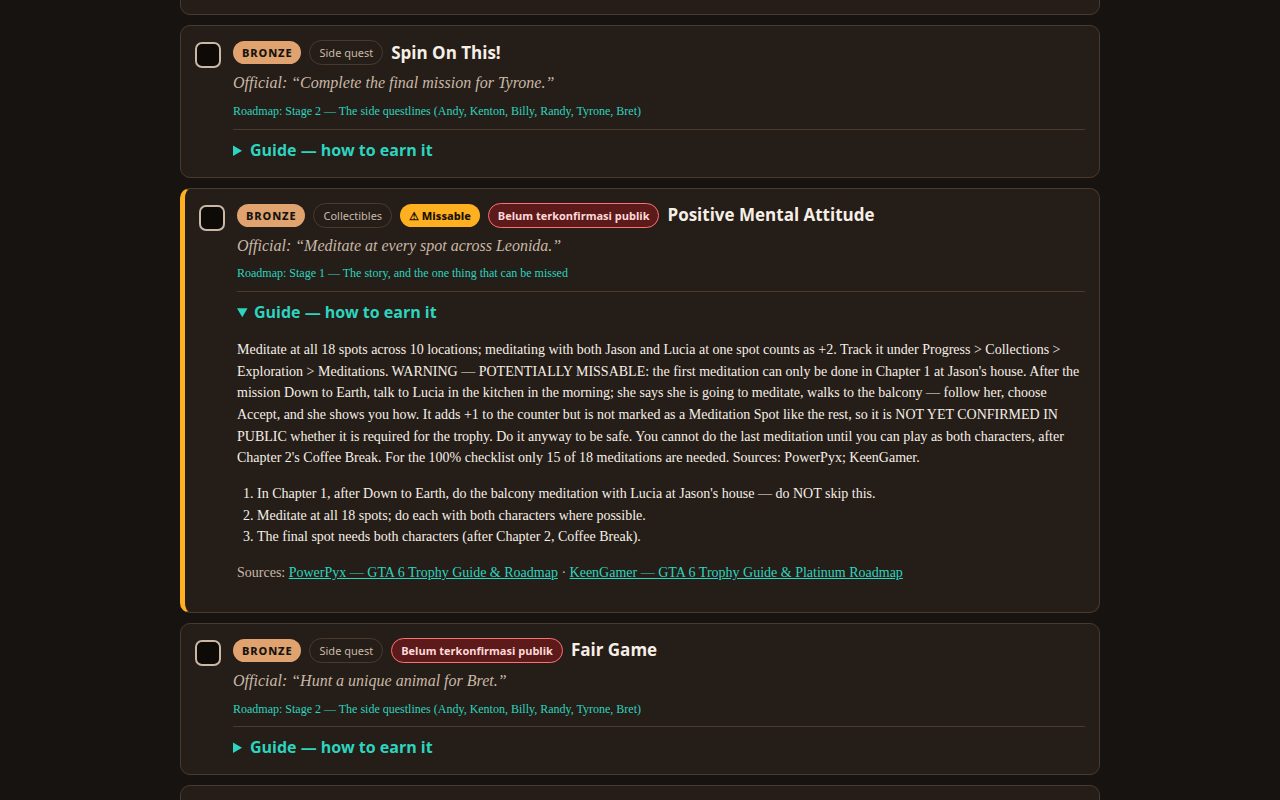 BRONZE Side quest Spin On This!
Official: “Complete the final mission for Tyrone.”
Roadmap: Stage 2 — The side questlines (Andy, Kenton, Billy, Randy, Tyrone, Bret)
▶ Guide — how to earn it
BRONZE Collectibles ⚠ Missable Belum terkonfirmasi publik Positive Mental Attitude
Official: “Meditate at every spot across Leonida.”
Roadmap: Stage 1 — The story, and the one thing that can be missed
▼ Guide — how to earn it
Meditate at all 18 spots across 10 locations; meditating with both Jason and Lucia at one spot counts as +2. Track it under Progress > Collections >
Exploration > Meditations. WARNING — POTENTIALLY MISSABLE: the first meditation can only be done in Chapter 1 at Jason's house. After the
mission Down to Earth, talk to Lucia in the kitchen in the morning; she says she is going to meditate, walks to the balcony — follow her, choose
Accept, and she shows you how. It adds +1 to the counter but is not marked as a Meditation Spot like the rest, so it is NOT YET CONFIRMED IN
PUBLIC whether it is required for the trophy. Do it anyway to be safe. You cannot do the last meditation until you can play as both characters, after
Chapter 2's Coffee Break. For the 100% checklist only 15 of 18 meditations are needed. Sources: PowerPyx; KeenGamer.
1. In Chapter 1, after Down to Earth, do the balcony meditation with Lucia at Jason's house — do NOT skip this.
2. Meditate at all 18 spots; do each with both characters where possible.
3. The final spot needs both characters (after Chapter 2, Coffee Break).
Sources: PowerPyx — GTA 6 Trophy Guide & Roadmap · KeenGamer — GTA 6 Trophy Guide & Platinum Roadmap
BRONZE Side quest Belum terkonfirmasi publik Fair Game
Official: “Hunt a unique animal for Bret.”
Roadmap: Stage 2 — The side questlines (Andy, Kenton, Billy, Randy, Tyrone, Bret)
▶ Guide — how to earn it